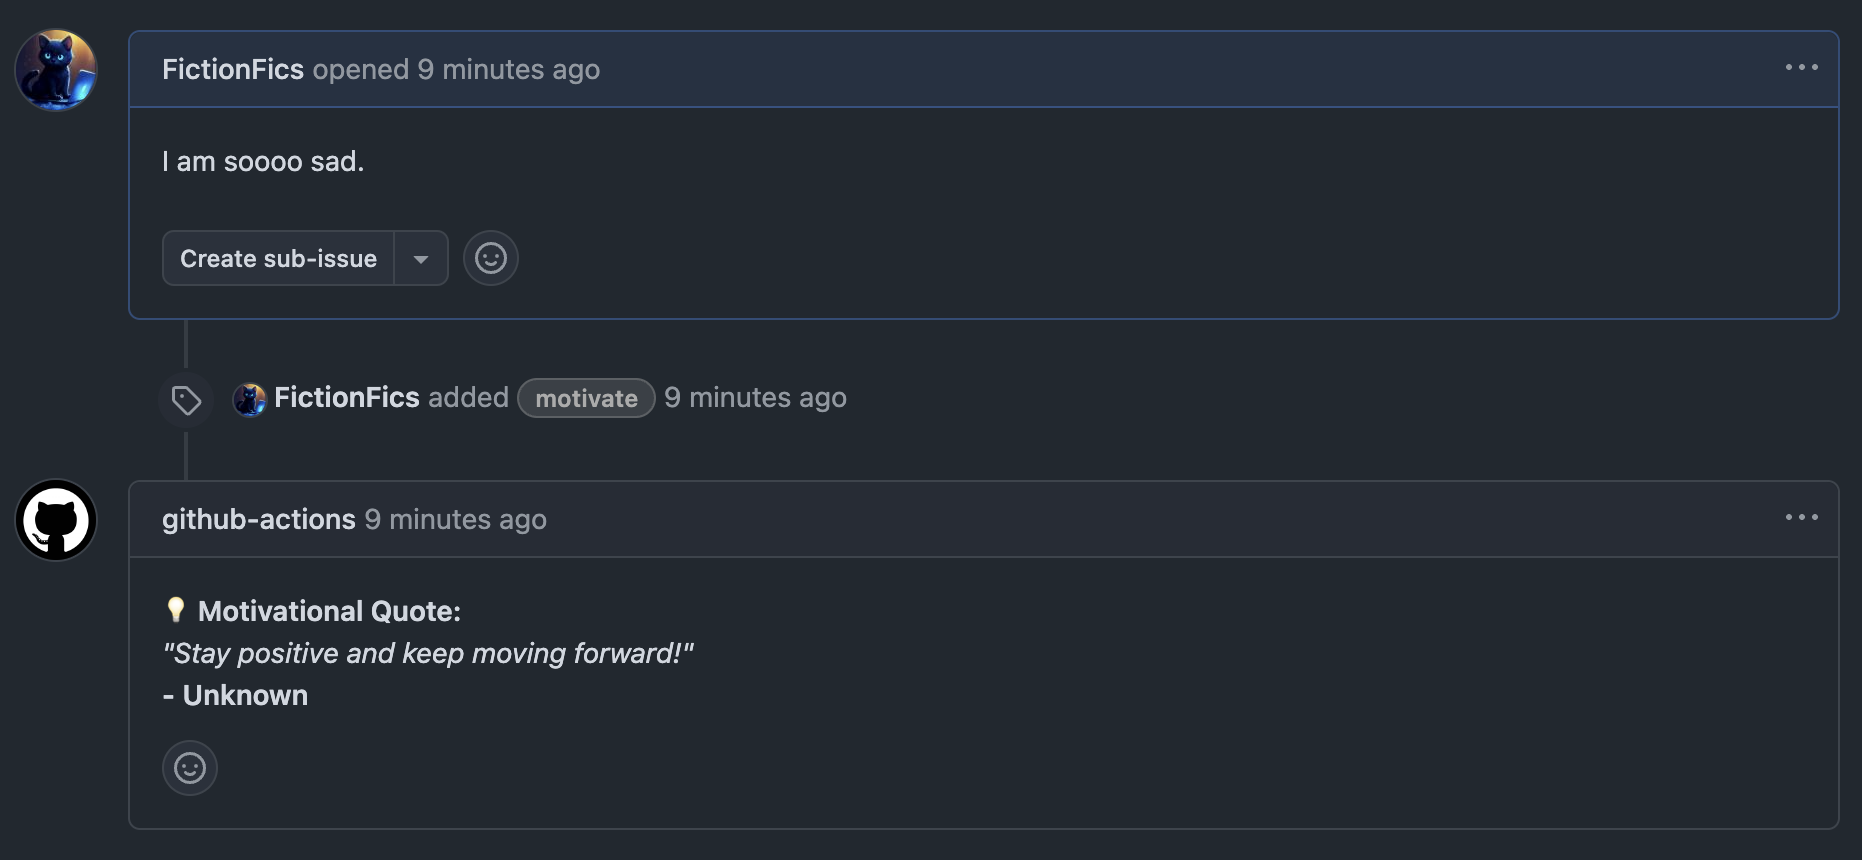 FictionFics opened 9 minutes ago
I am soooo sad.
Create sub-issue
FictionFics added motivate 9 minutes ago
github-actions 9 minutes ago
💡 Motivational Quote:
"Stay positive and keep moving forward!"
- Unknown